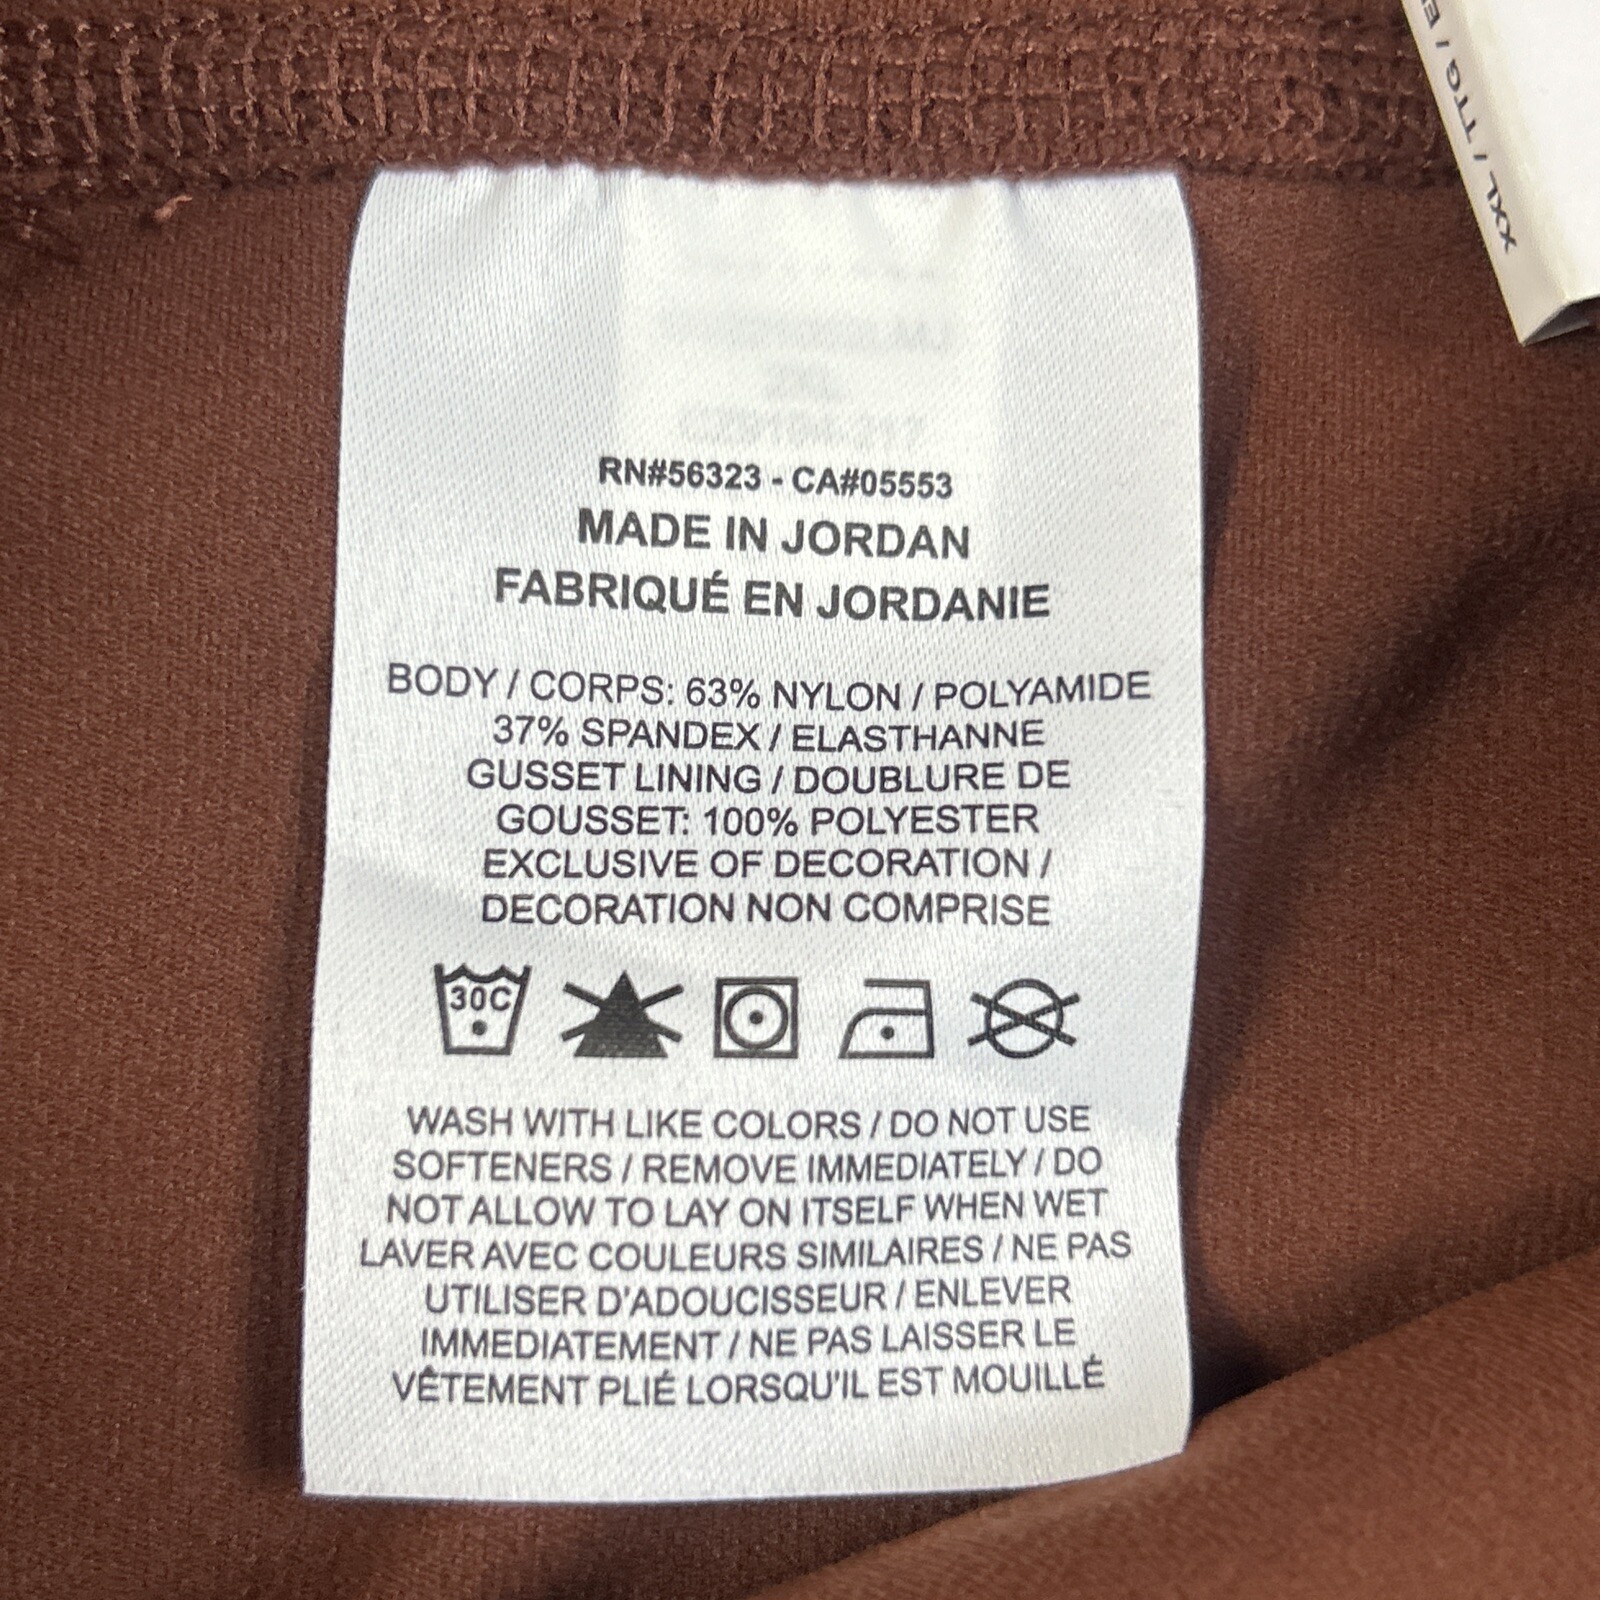 XXL / TTG / E
RN#56323 - CA#05553
MADE IN JORDAN
FABRIQUÉ EN JORDANIE
BODY / CORPS: 63% NYLON / POLYAMIDE
37% SPANDEX / ELASTHANNE
GUSSET LINING / DOUBLURE DE
GOUSSET: 100% POLYESTER
EXCLUSIVE OF DECORATION /
DECORATION NON COMPRISE
30C
WASH WITH LIKE COLORS / DO NOT USE
SOFTENERS / REMOVE IMMEDIATELY / DO
NOT ALLOW TO LAY ON ITSELF WHEN WET
LAVER AVEC COULEURS SIMILAIRES / NE PAS
UTILISER D'ADOUCISSEUR / ENLEVER
IMMEDIATEMENT / NE PAS LAISSER LE
VÊTEMENT PLIÉ LORSQU'IL EST MOUILLÉ